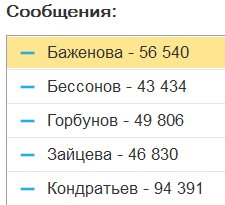 Сообщения:
Баженова - 56 540
Бессонов - 43 434
Горбунов - 49 806
Зайцева - 46 830
Кондратьев - 94 391